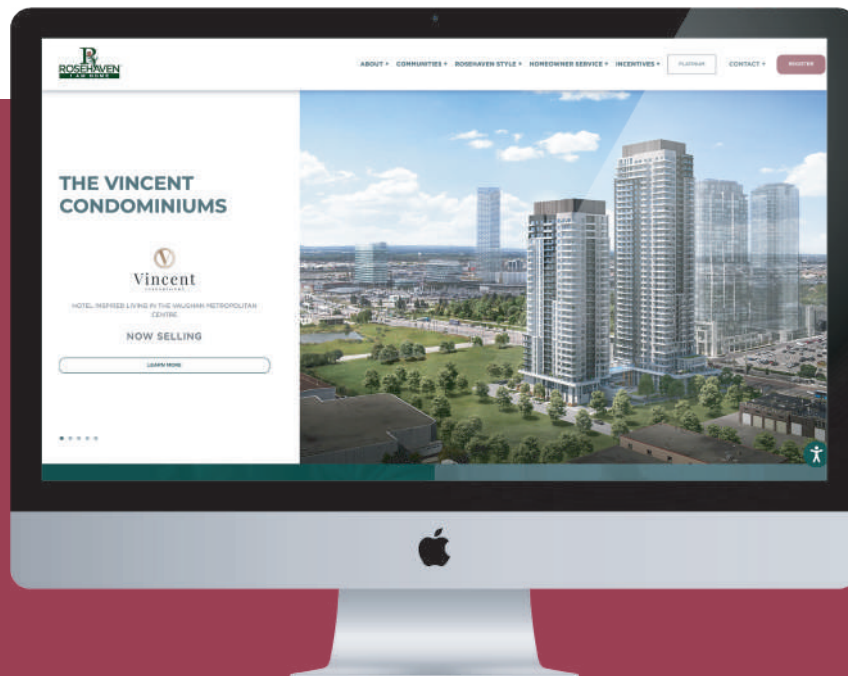 ROSEHAVEN
I AM HOME
ABOUT + COMMUNITIES + ROSEHAVEN STYLE + HOMEOWNER SERVICE + INCENTIVES + PLATINUM CONTACT + REGISTER
THE VINCENT
CONDOMINIUMS
Vincent
CONDOMINIUMS
HOTEL INSPIRED LIVING IN THE VAUGHAN METROPOLITAN
CENTRE
NOW SELLING
LEARN MORE